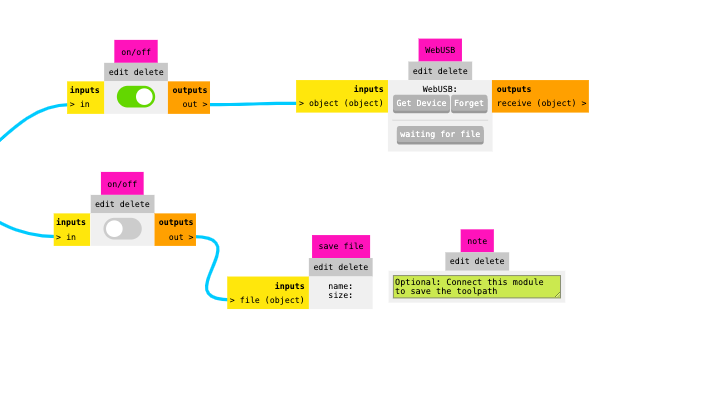 on/off
edit delete
inputs
> in
outputs
out >
WebUSB
edit delete
inputs
> object (object)
WebUSB:
Get Device Forget
waiting for file
outputs
receive (object) >
on/off
edit delete
inputs
> in
outputs
out >
save file
edit delete
inputs
> file (object)
name:
size:
note
edit delete
Optional: Connect this module
to save the toolpath